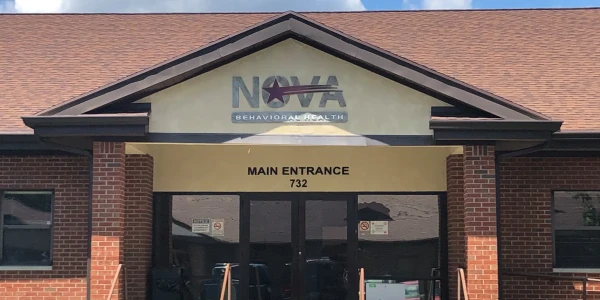 NOVA
BEHAVIORAL HEALTH
MAIN ENTRANCE
732